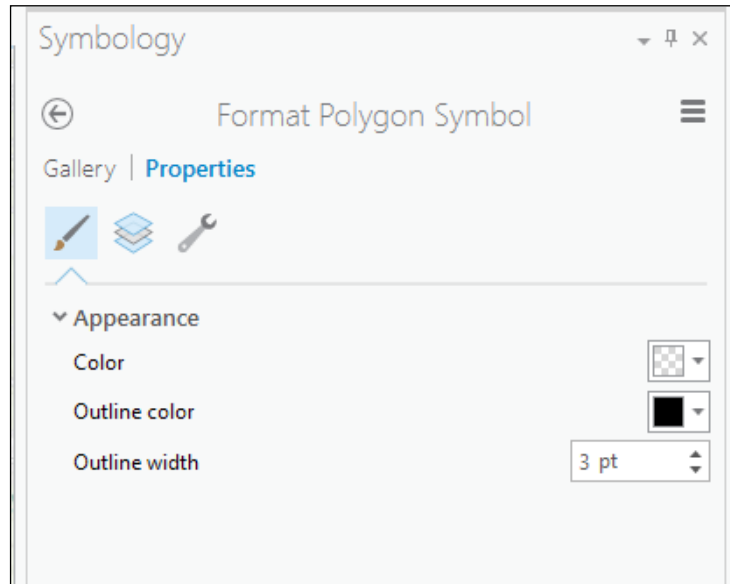 Symbology
Format Polygon Symbol
Gallery | Properties
Appearance
Color
Outline color
Outline width 3 pt